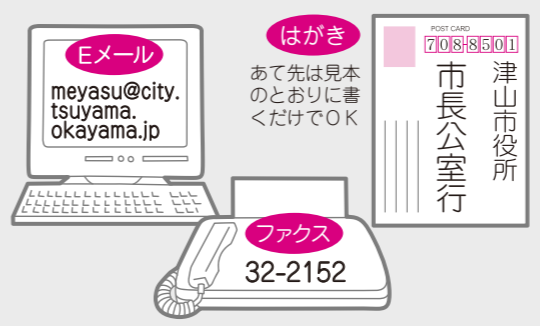 Eメール
meyasu@city.
tsuyama.
okayama.jp
はがき
あて先は見本
のとおりに書
くだけでOK
POST CARD
708-8501
津山市役所
市長公室行
ファクス
32-2152